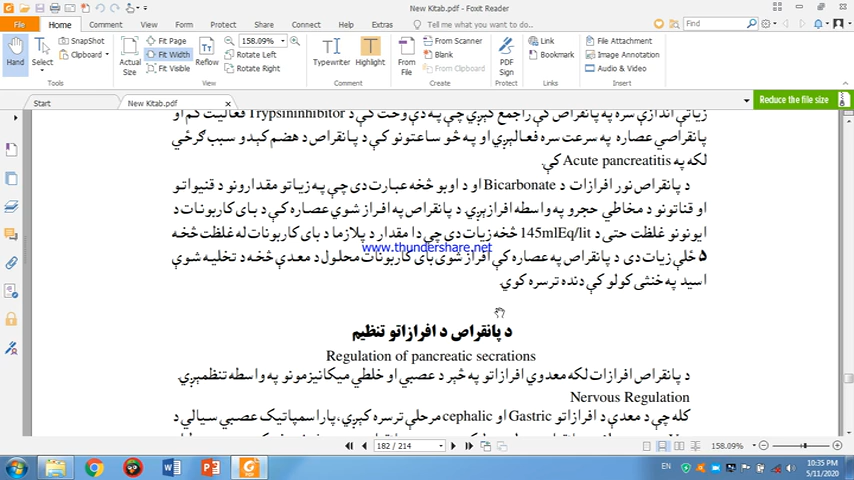 New Kitab.pdf - Foxit Reader
File Home Comment View Form Protect Share Connect Help Extras Tell me what you want to do... Find
SnapShot
Clipboard
Hand Select
Actual Size
Fit Page
Fit Width
Fit Visible
Reflow
158.09%
Rotate Left
Rotate Right
Typewriter Highlight
From File
From Scanner
Blank
From Clipboard
PDF Sign
Link
Bookmark
File Attachment
Image Annotation
Audio & Video
Tools View Comment Create Protect Links Insert
Start New Kitab.pdf Reduce the file size
زیاتې اندازې سره په پانقراص کې راجمع کېږي چې په دې وخت کې د Trypsininhibitor فعالیت کم او
پانقراصي عصاره په سرعت سره فعالېږي او په څو ساعتونو کې د پانقراص د هضم کېدو سبب ګرځي
لکه په Acute pancreatitis کې.
د پانقراص نور افرازات د Bicarbonate او د اوبو څخه عبارت دی چې په زیاتو مقدارونو د قنیواتو
او قناتونو د مخاطي حجرو په واسطه افرازېږي. د پانقراص په افراز شوي عصاره کې د بای کاربونات د
ایونونو غلظت حتی د 145mlEq/lit څخه زیات دی چې دا مقدار د پلازما د بای کاربونات له غلظت څخه
www.thundershare.net
۵ ځلې زیات دی د پانقراص په عصاره کې افراز شوی بای کاربونات محلول د معدې څخه د تخلیه شوي
اسید په خنثی کولو کې دنده ترسره کوي.
د پانقراص د افرازاتو تنظیم
Regulation of pancreatic secrations
د پانقراص افرازات لکه معدوي افرازاتو په څېر د عصبي او خلطي میکانیزمونو په واسطه تنظمېږي.
Nervous Regulation
کله چې د معدې د افرازاتو Gastric او cephalic مرحلې ترسره کېږي، پاراسمپاتیک عصبي سیالې د
182 / 214 158.09%
EN 10:35 PM
5/11/2020